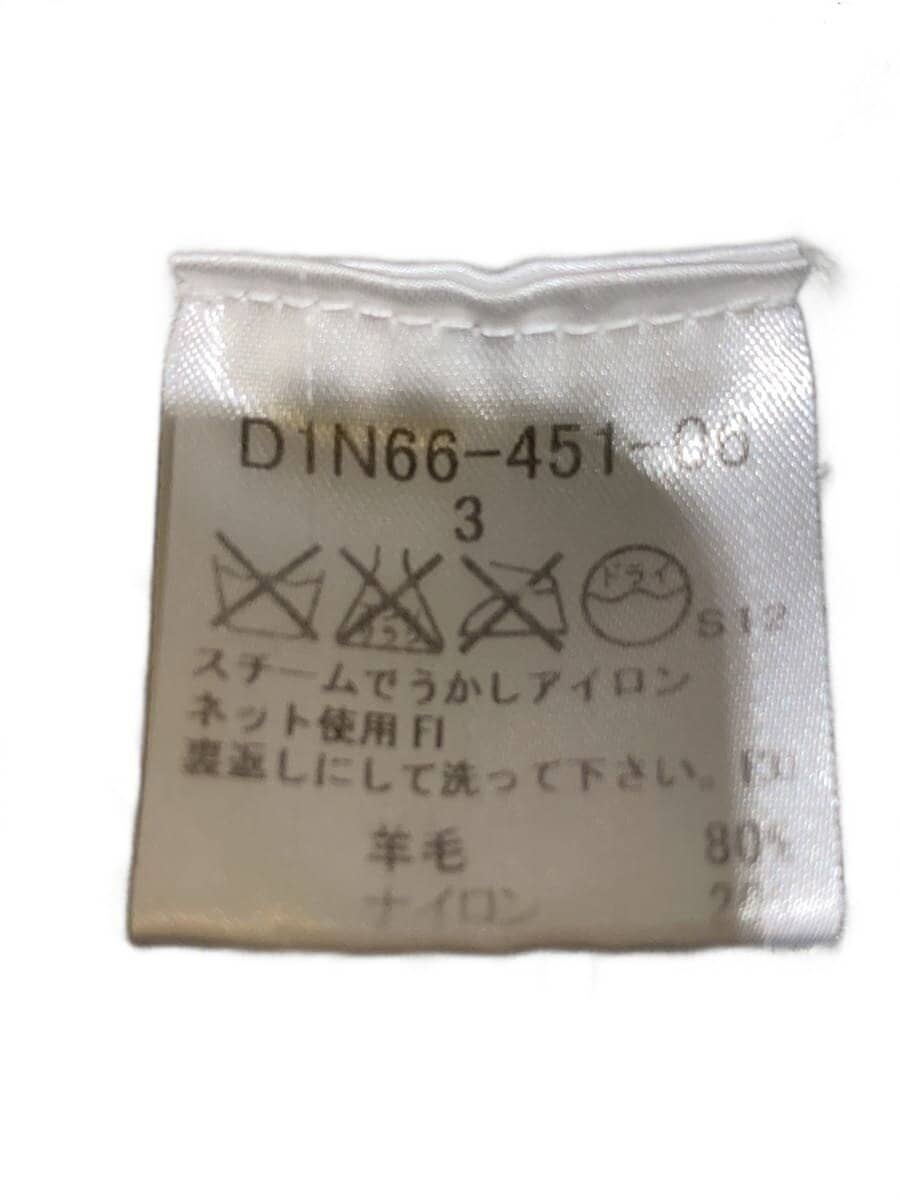 D1N66-451-06
3
ドライ S12
スチームでうかしアイロン
ネット使用 FI
裏返しにして洗って下さい。
羊毛 80%
ナイロン